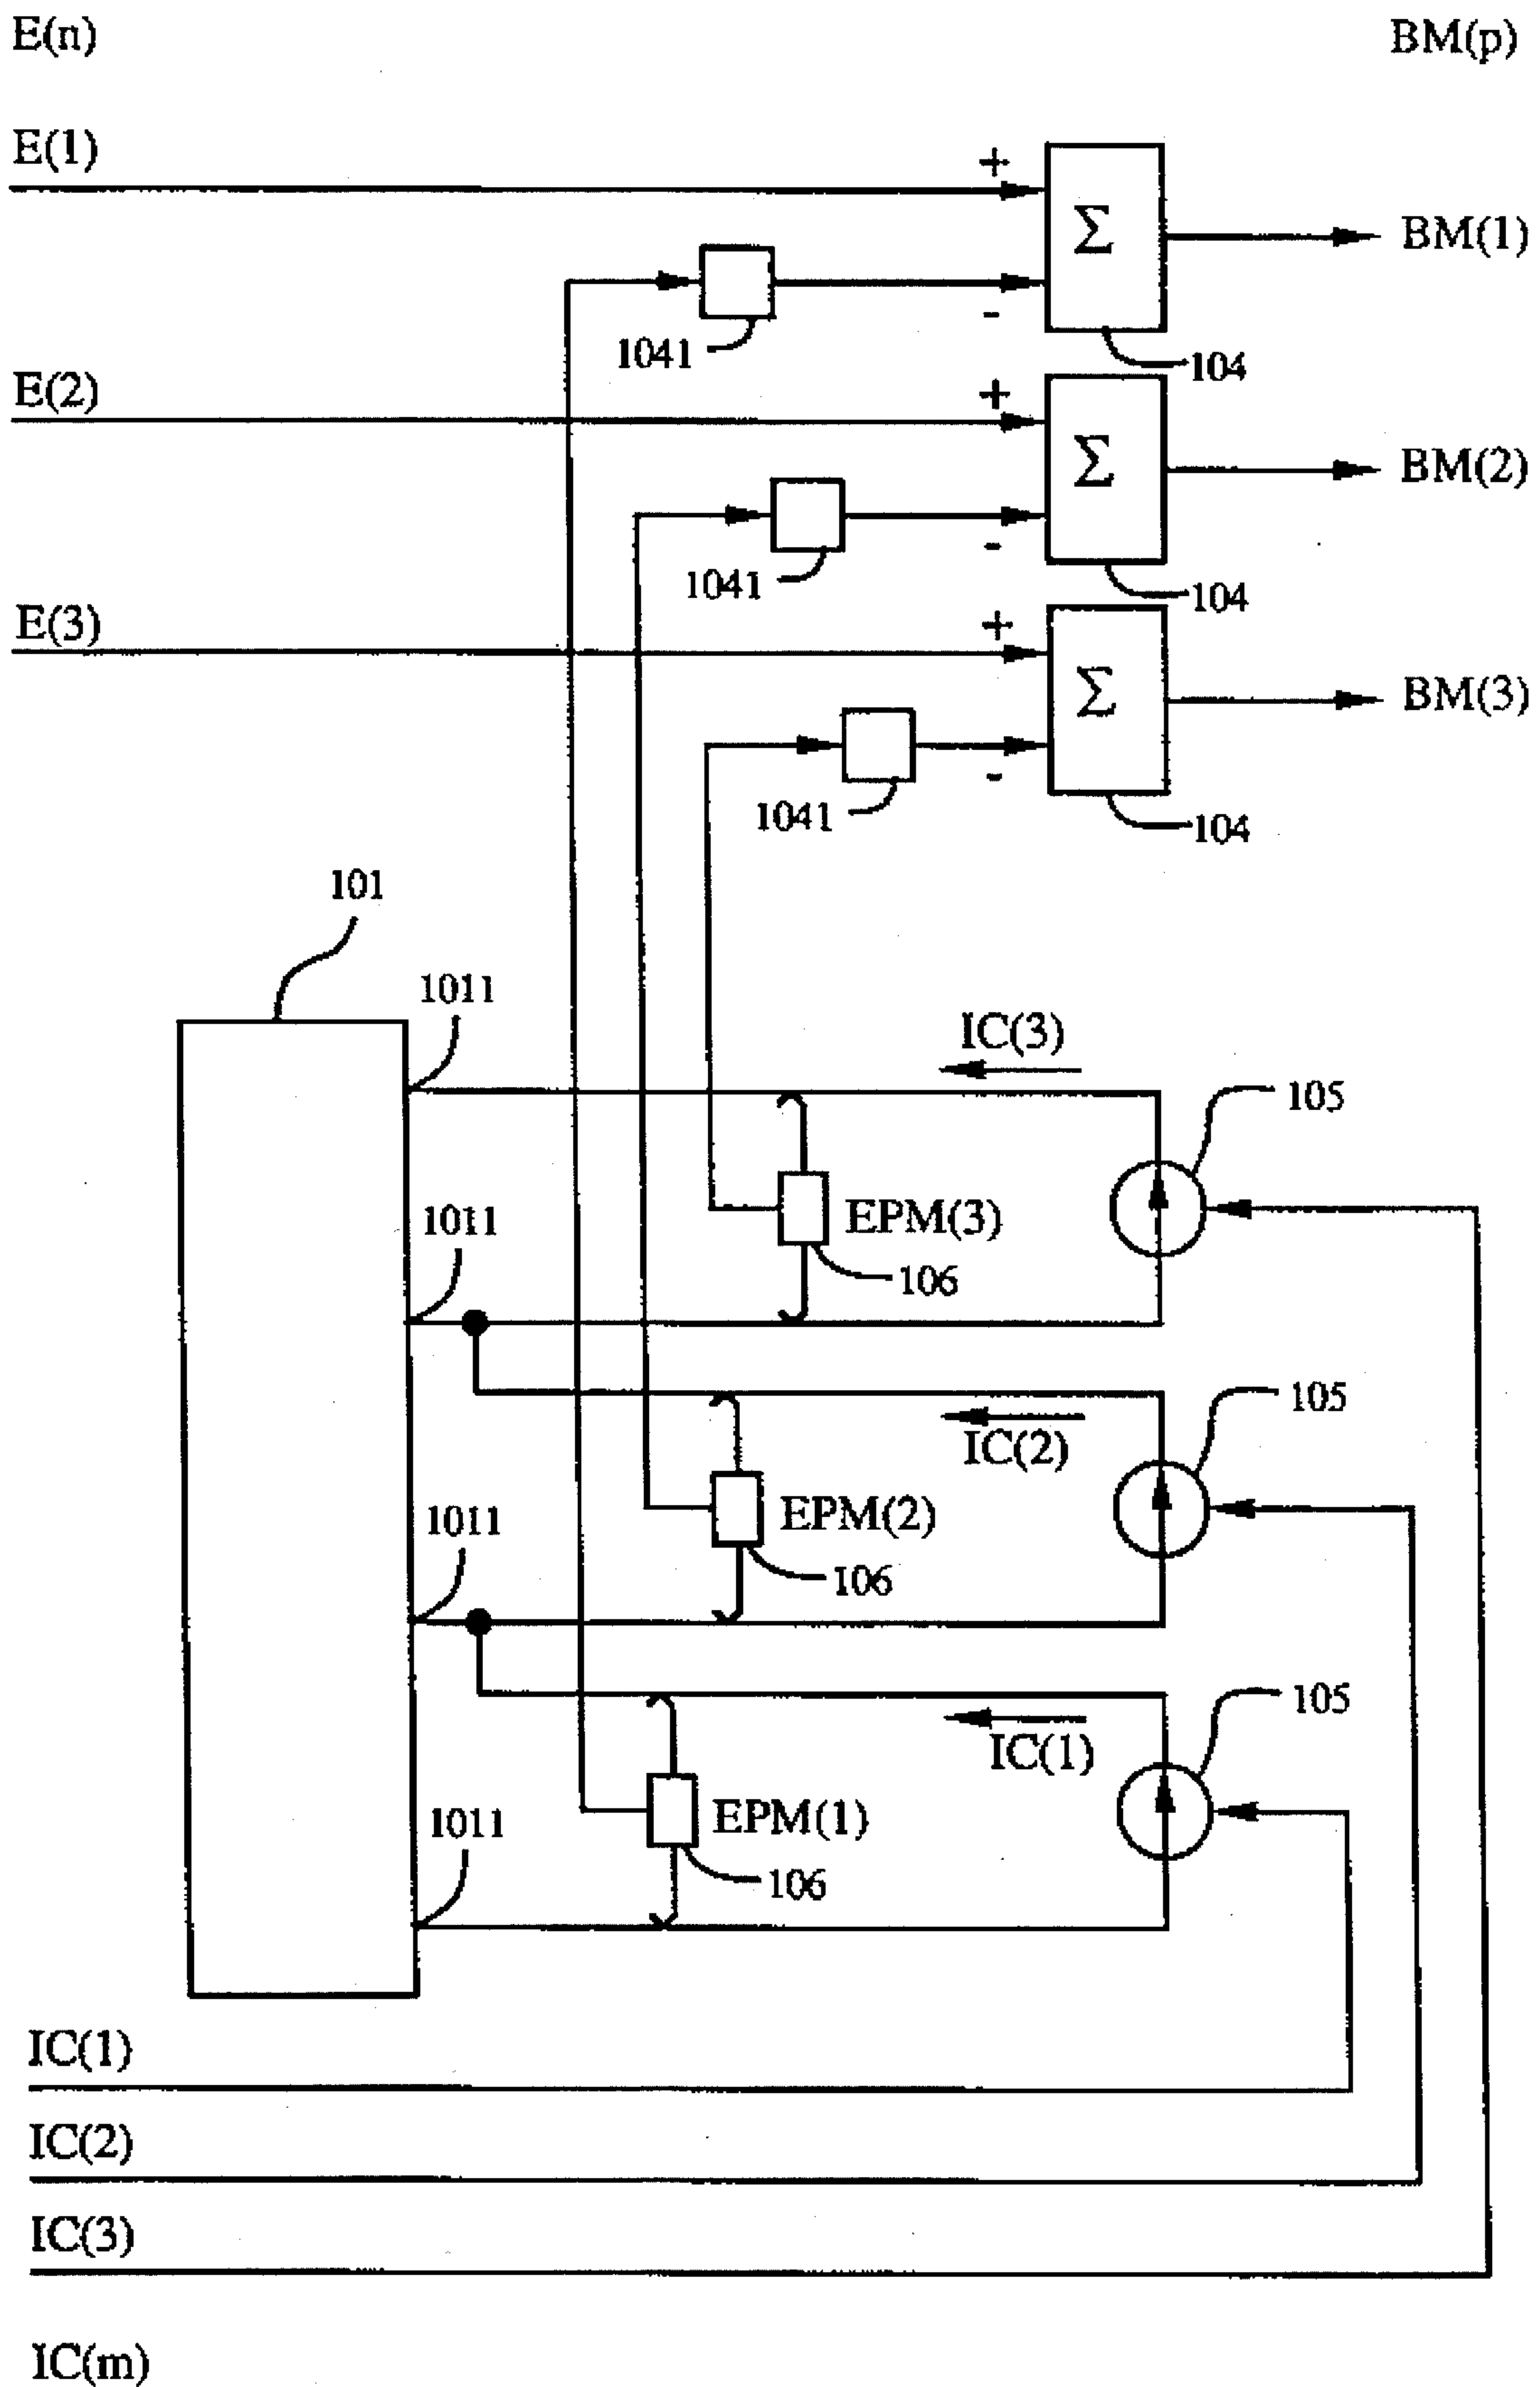 E(n) BM(p)
E(1)
+
Σ
BM(1)
-
1041
104
E(2)
+
Σ
BM(2)
-
1041
104
E(3)
+
Σ
BM(3)
-
1041
104
101
1011
IC(3)
105
1011
EPM(3)
106
105
IC(2)
1011
EPM(2)
106
105
IC(1)
1011
EPM(1)
106
IC(1)
IC(2)
IC(3)
IC(m)